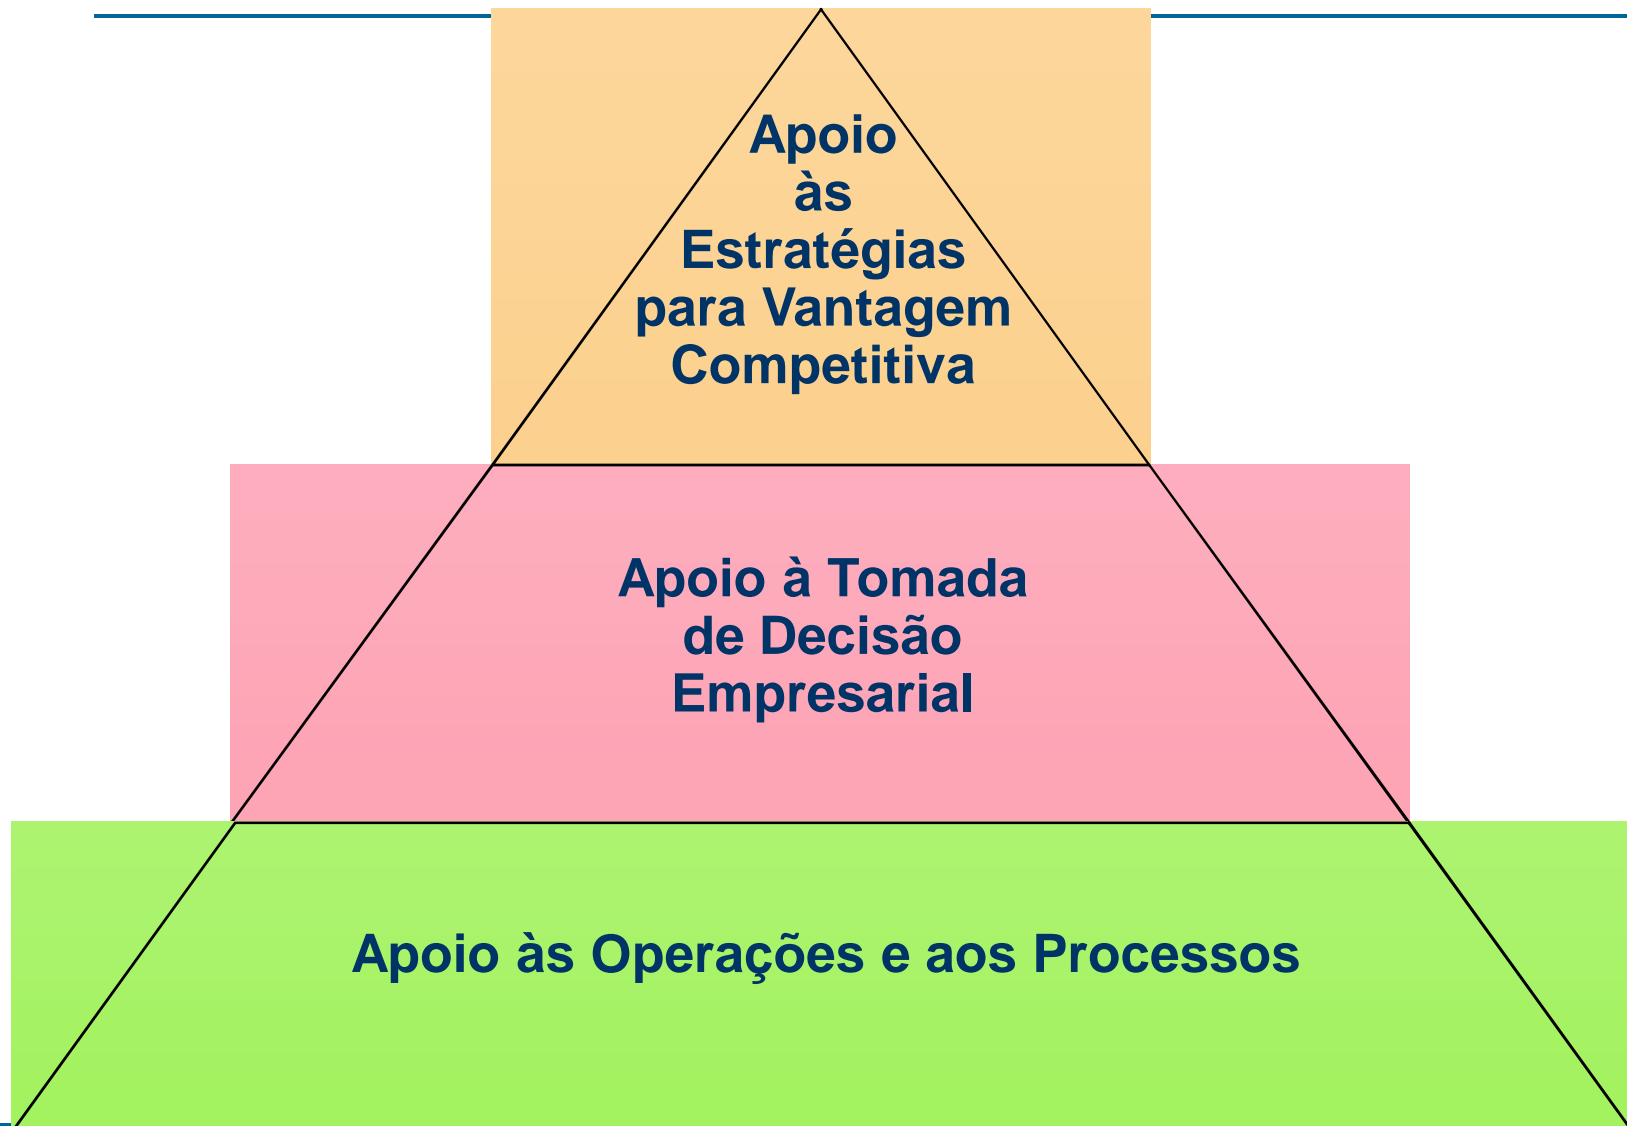 Apoio
às
Estratégias
para Vantagem
Competitiva
Apoio à Tomada
de Decisão
Empresarial
Apoio às Operações e aos Processos